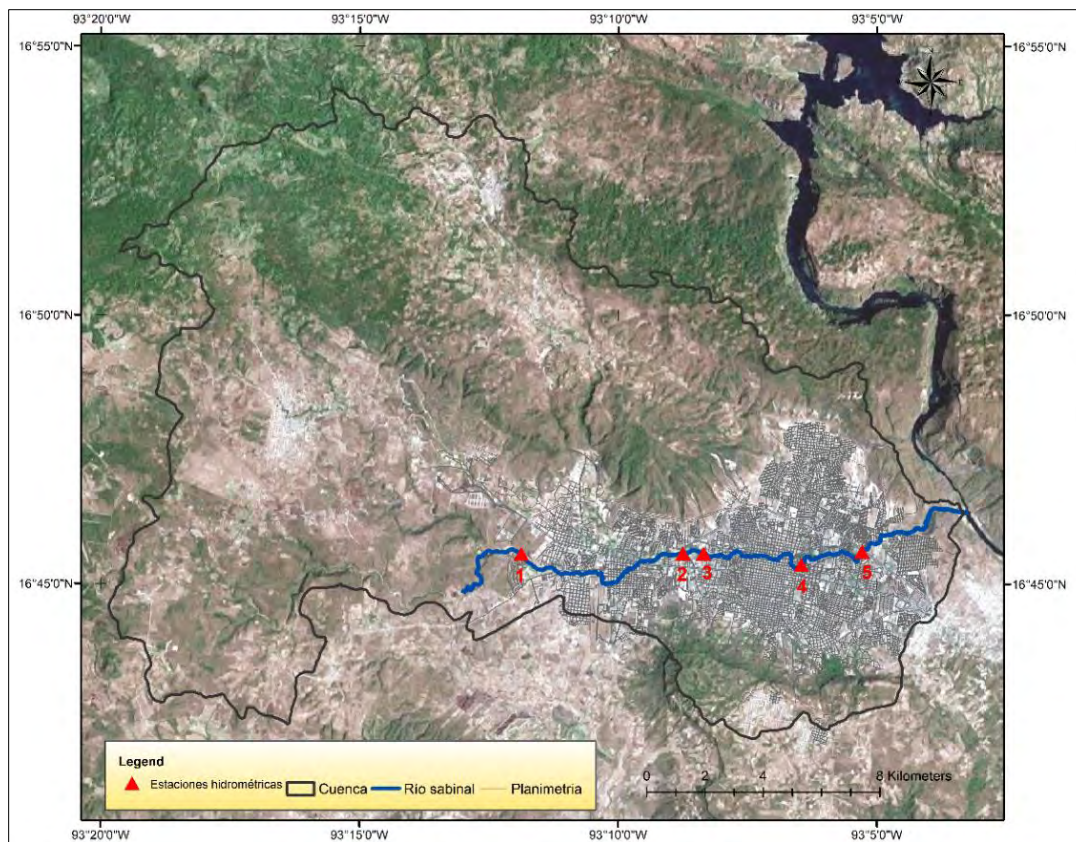 93°20'0"W 93°15'0"W 93°10'0"W 93°5'0"W
16°55'0"N 16°55'0"N
16°50'0"N 16°50'0"N
1 2 3 4 5
16°45'0"N 16°45'0"N
Legend
Estaciones hidrométricas Cuenca Río sabinal Planimetria
0 2 4 8 Kilometers
93°20'0"W 93°15'0"W 93°10'0"W 93°5'0"W